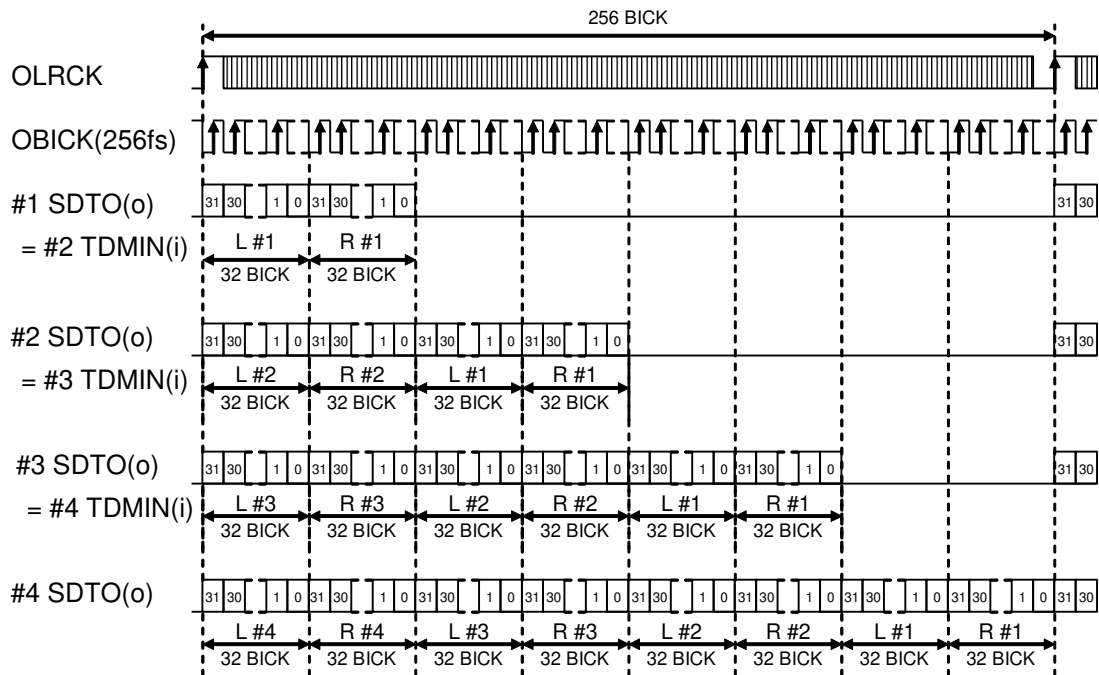 256 BICK
OLRCK
OBICK(256fs)
#1 SDTO(o) 31 30 1 0 31 30 1 0 31 30
= #2 TDMIN(i) L #1 R #1
32 BICK 32 BICK
#2 SDTO(o) 31 30 1 0 31 30 1 0 31 30 1 0 31 30 1 0 31 30
= #3 TDMIN(i) L #2 R #2 L #1 R #1
32 BICK 32 BICK 32 BICK 32 BICK
#3 SDTO(o) 31 30 1 0 31 30 1 0 31 30 1 0 31 30 1 0 31 30 1 0 31 30 1 0 31 30
= #4 TDMIN(i) L #3 R #3 L #2 R #2 L #1 R #1
32 BICK 32 BICK 32 BICK 32 BICK 32 BICK 32 BICK
#4 SDTO(o) 31 30 1 0 31 30 1 0 31 30 1 0 31 30 1 0 31 30 1 0 31 30 1 0 31 30 1 0 31 30 1 0 31 30
L #4 R #4 L #3 R #3 L #2 R #2 L #1 R #1
32 BICK 32 BICK 32 BICK 32 BICK 32 BICK 32 BICK 32 BICK 32 BICK